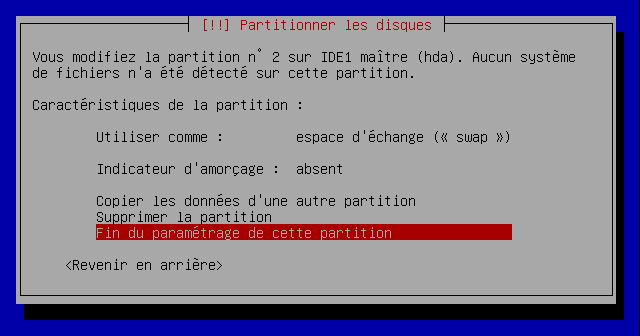 [!!] Partitionner les disques
Vous modifiez la partition n° 2 sur IDE1 maître (hda). Aucun système
de fichiers n'a été détecté sur cette partition.
Caractéristiques de la partition :
Utiliser comme : espace d'échange (« swap »)
Indicateur d'amorçage : absent
Copier les données d'une autre partition
Supprimer la partition
Fin du paramétrage de cette partition
<Revenir en arrière>